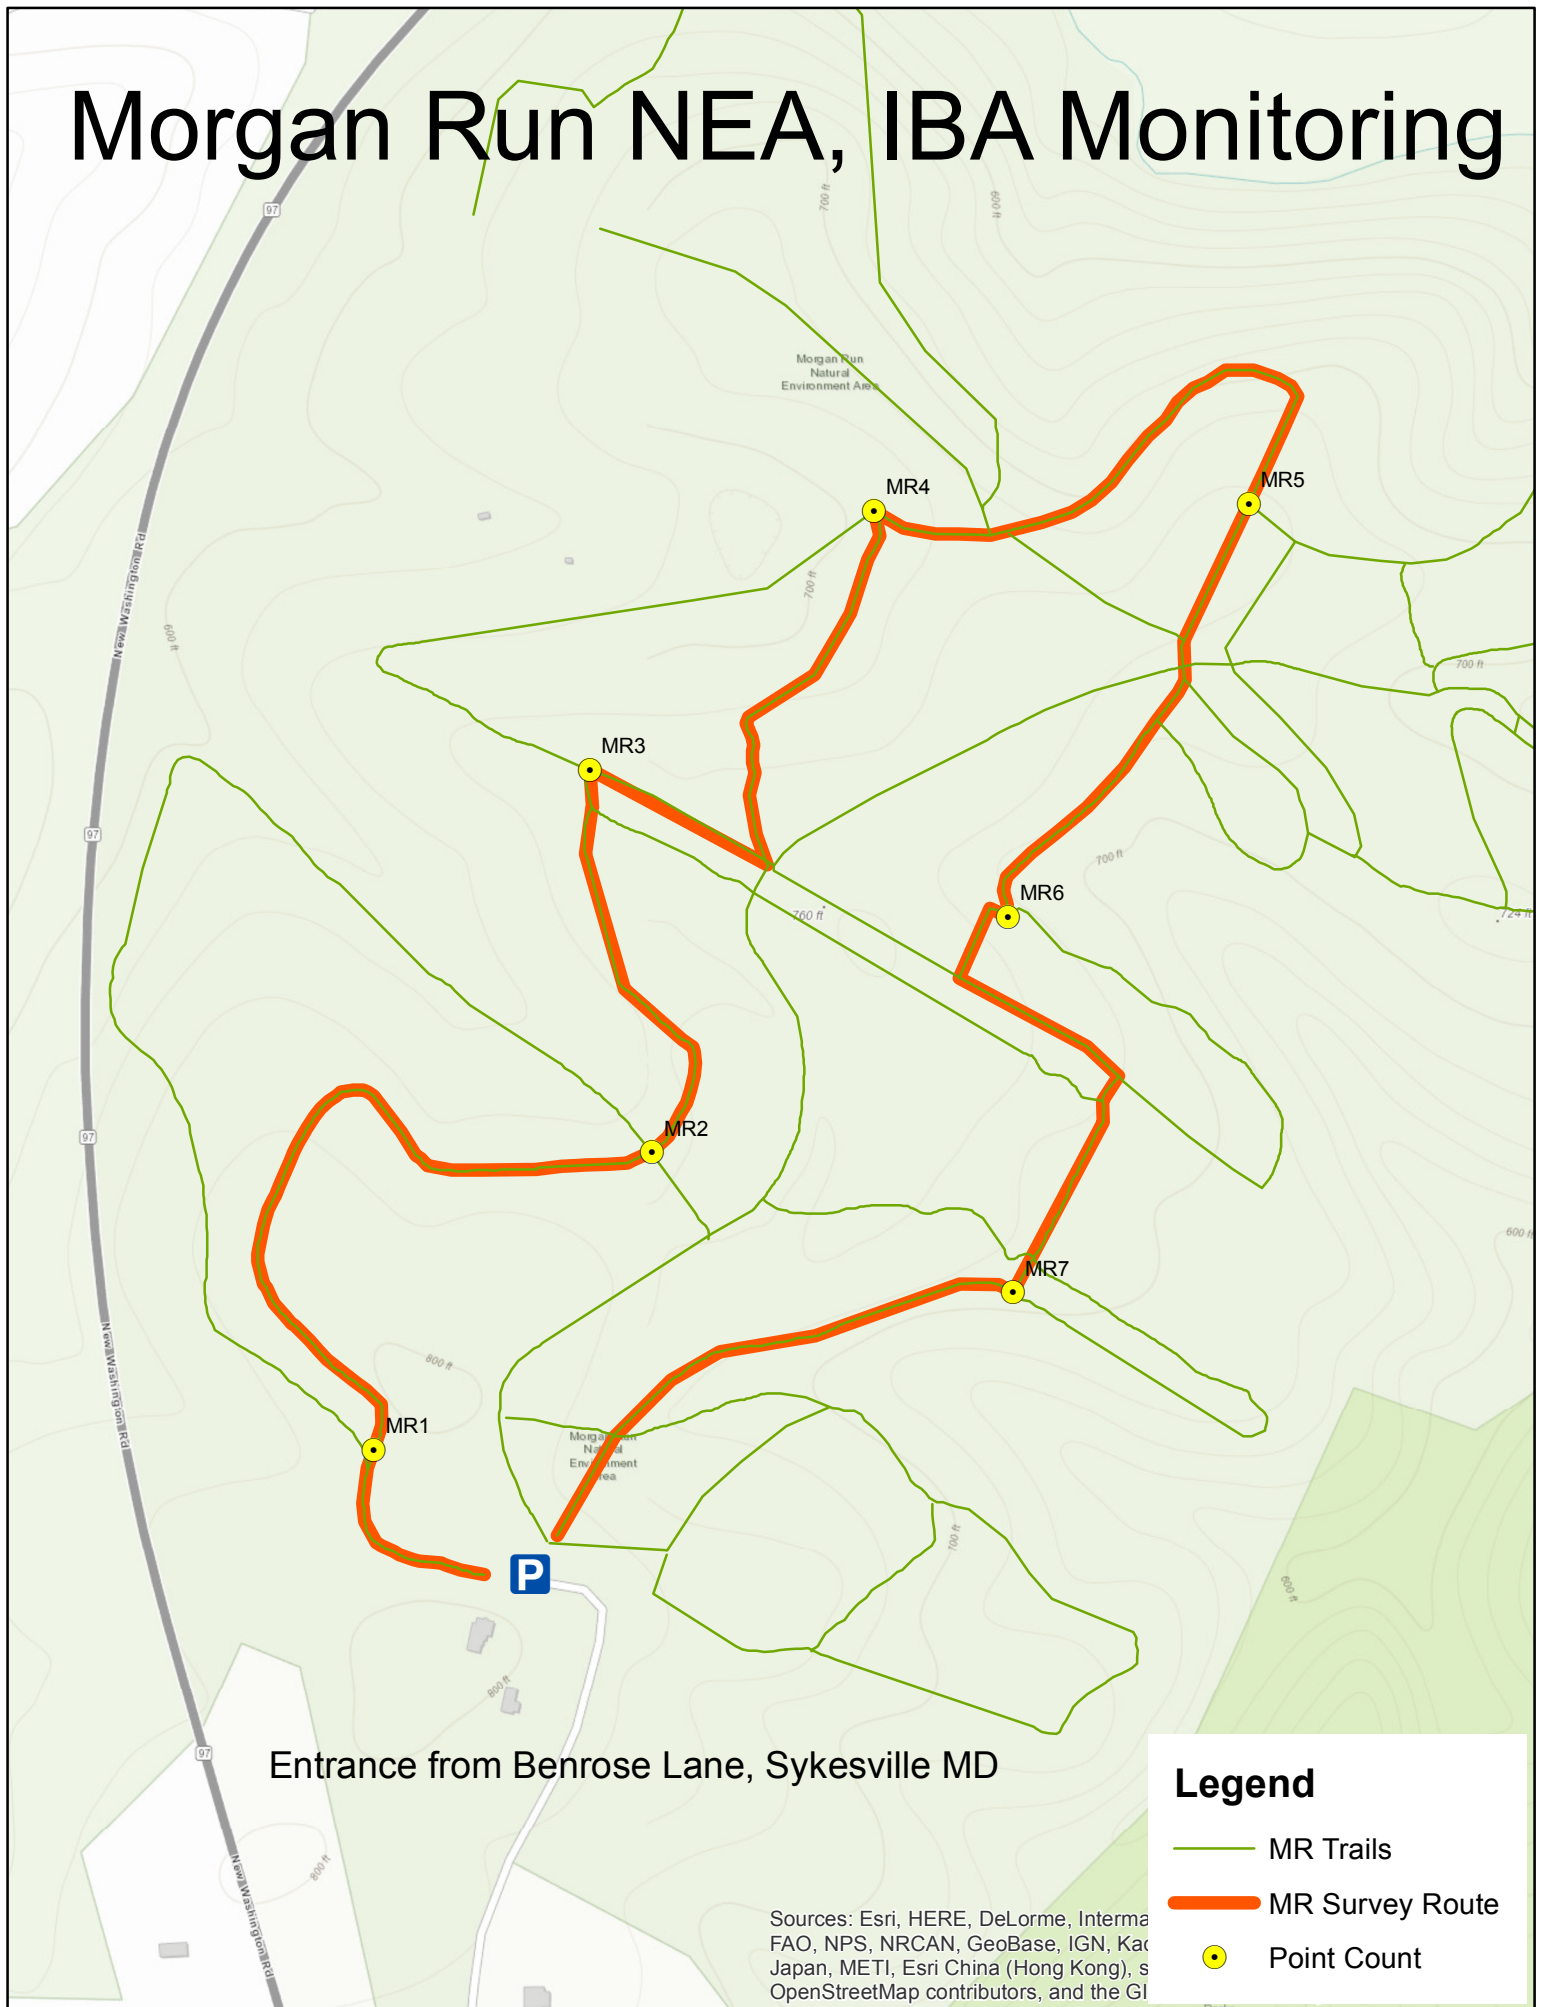 Morgan Run NEA, IBA Monitoring
97
700 ft
600 ft
Morgan Run
Natural
Environment Area
MR4
MR5
New Washington Rd
600 ft
700 ft
700 ft
MR3
97
700 ft
MR6
760 ft
724 ft
97
MR2
600 ft
MR7
New Washington Rd
800 ft
MR1
Environment
700 ft
P
600 ft
800 ft
97
Entrance from Benrose Lane, Sykesville MD
Legend
MR Trails
MR Survey Route
Point Count
800 ft
New Washington Rd
Sources: Esri, HERE, DeLorme, Interma
FAO, NPS, NRCAN, GeoBase, IGN, Kad
Japan, METI, Esri China (Hong Kong), s
OpenStreetMap contributors, and the GI